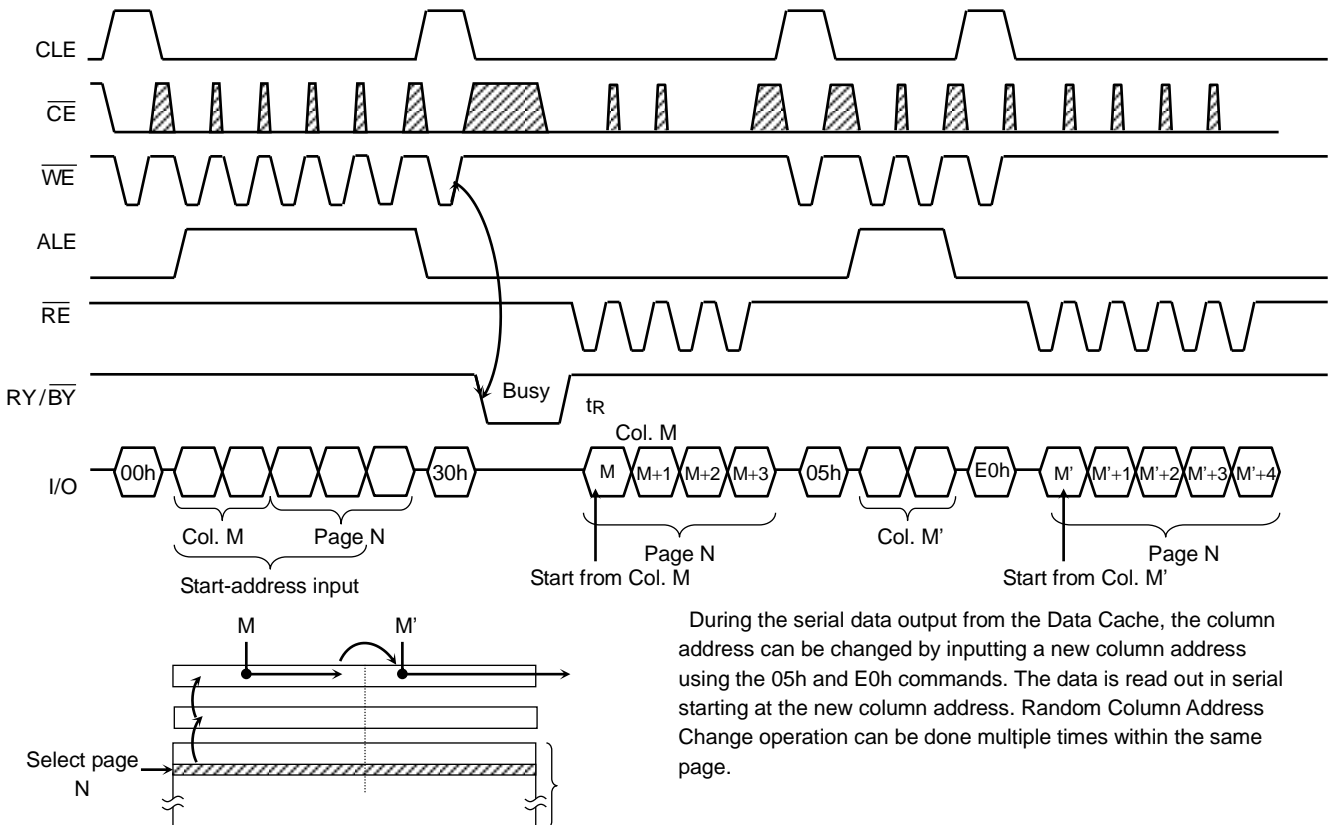 CLE
CE
WE
ALE
RE
RY/BY Busy
tR
Col. M
I/O 00h 30h M M+1 M+2 M+3 05h E0h M' M'+1 M'+2 M'+3 M'+4
Col. M Page N Page N Col. M’ Page N
Start-address input Start from Col. M Start from Col. M’
M M’
Select page
N
During the serial data output from the Data Cache, the column
address can be changed by inputting a new column address
using the 05h and E0h commands. The data is read out in serial
starting at the new column address. Random Column Address
Change operation can be done multiple times within the same
page.